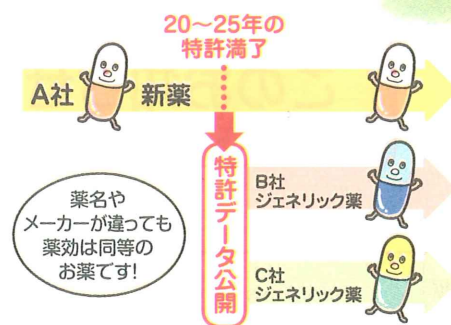 20〜25年の
特許満了
A社
新薬
特許データ公開
B社
ジェネリック薬
C社
ジェネリック薬
薬名や
メーカーが違っても
薬効は同等の
お薬です!